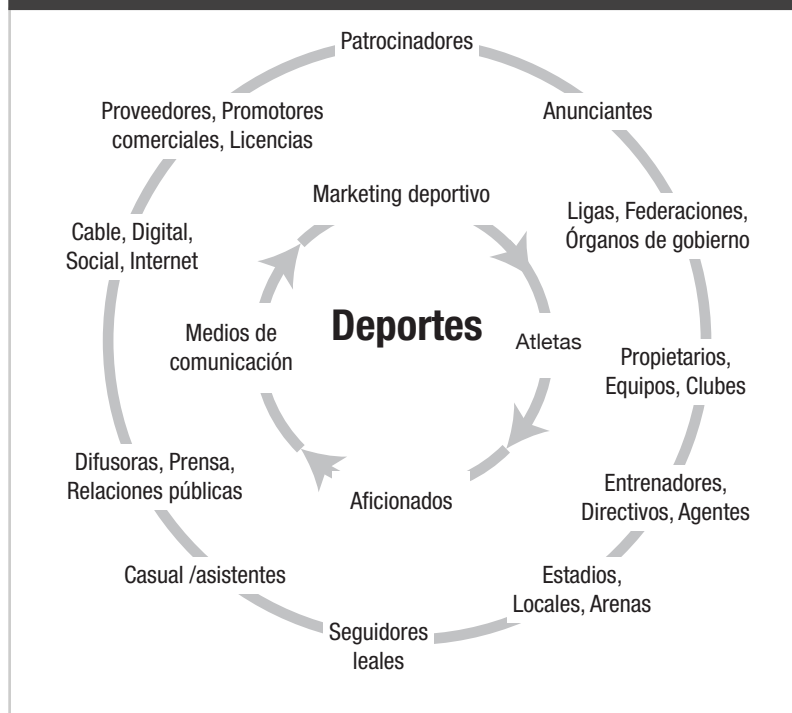 Patrocinadores
Anunciantes
Ligas, Federaciones,
Órganos de gobierno
Propietarios,
Equipos, Clubes
Entrenadores,
Directivos, Agentes
Estadios,
Locales, Arenas
Seguidores
leales
Casual /asistentes
Difusoras, Prensa,
Relaciones públicas
Cable, Digital,
Social, Internet
Proveedores, Promotores
comerciales, Licencias
Marketing deportivo
Atletas
Aficionados
Medios de
comunicación
Deportes